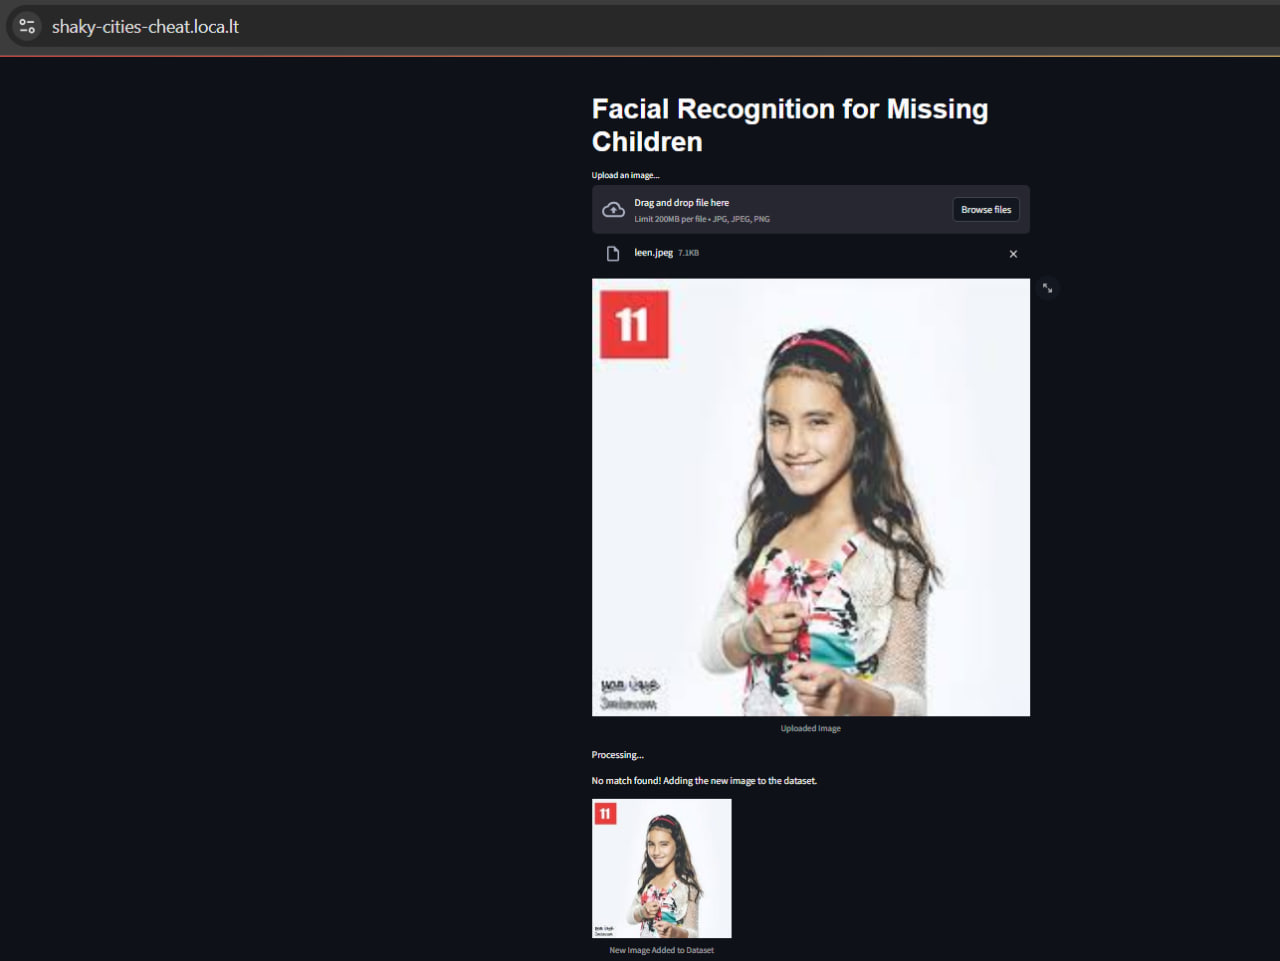 shaky-cities-cheat.loca.lt
Facial Recognition for Missing
Children
Upload an image...
Drag and drop file here
Limit 200MB per file • JPG, JPEG, PNG
Browse files
leen.jpeg 7.1KB
11
Uploaded Image
Processing...
No match found! Adding the new image to the dataset.
11
New Image Added to Dataset